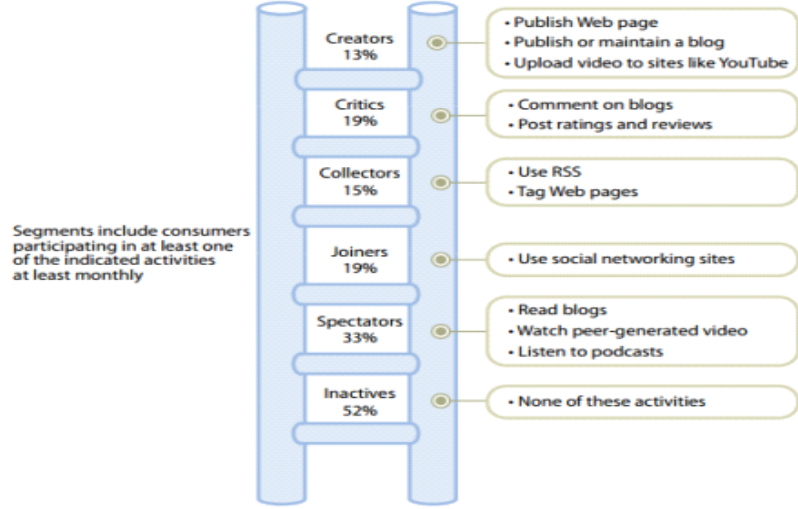 Creators
13%
• Publish Web page
• Publish or maintain a blog
• Upload video to sites like YouTube
Critics
19%
• Comment on blogs
• Post ratings and reviews
Collectors
15%
• Use RSS
• Tag Web pages
Segments include consumers
participating in at least one
of the indicated activities
at least monthly
Joiners
19%
• Use social networking sites
Spectators
33%
• Read blogs
• Watch peer-generated video
• Listen to podcasts
Inactives
52%
• None of these activities